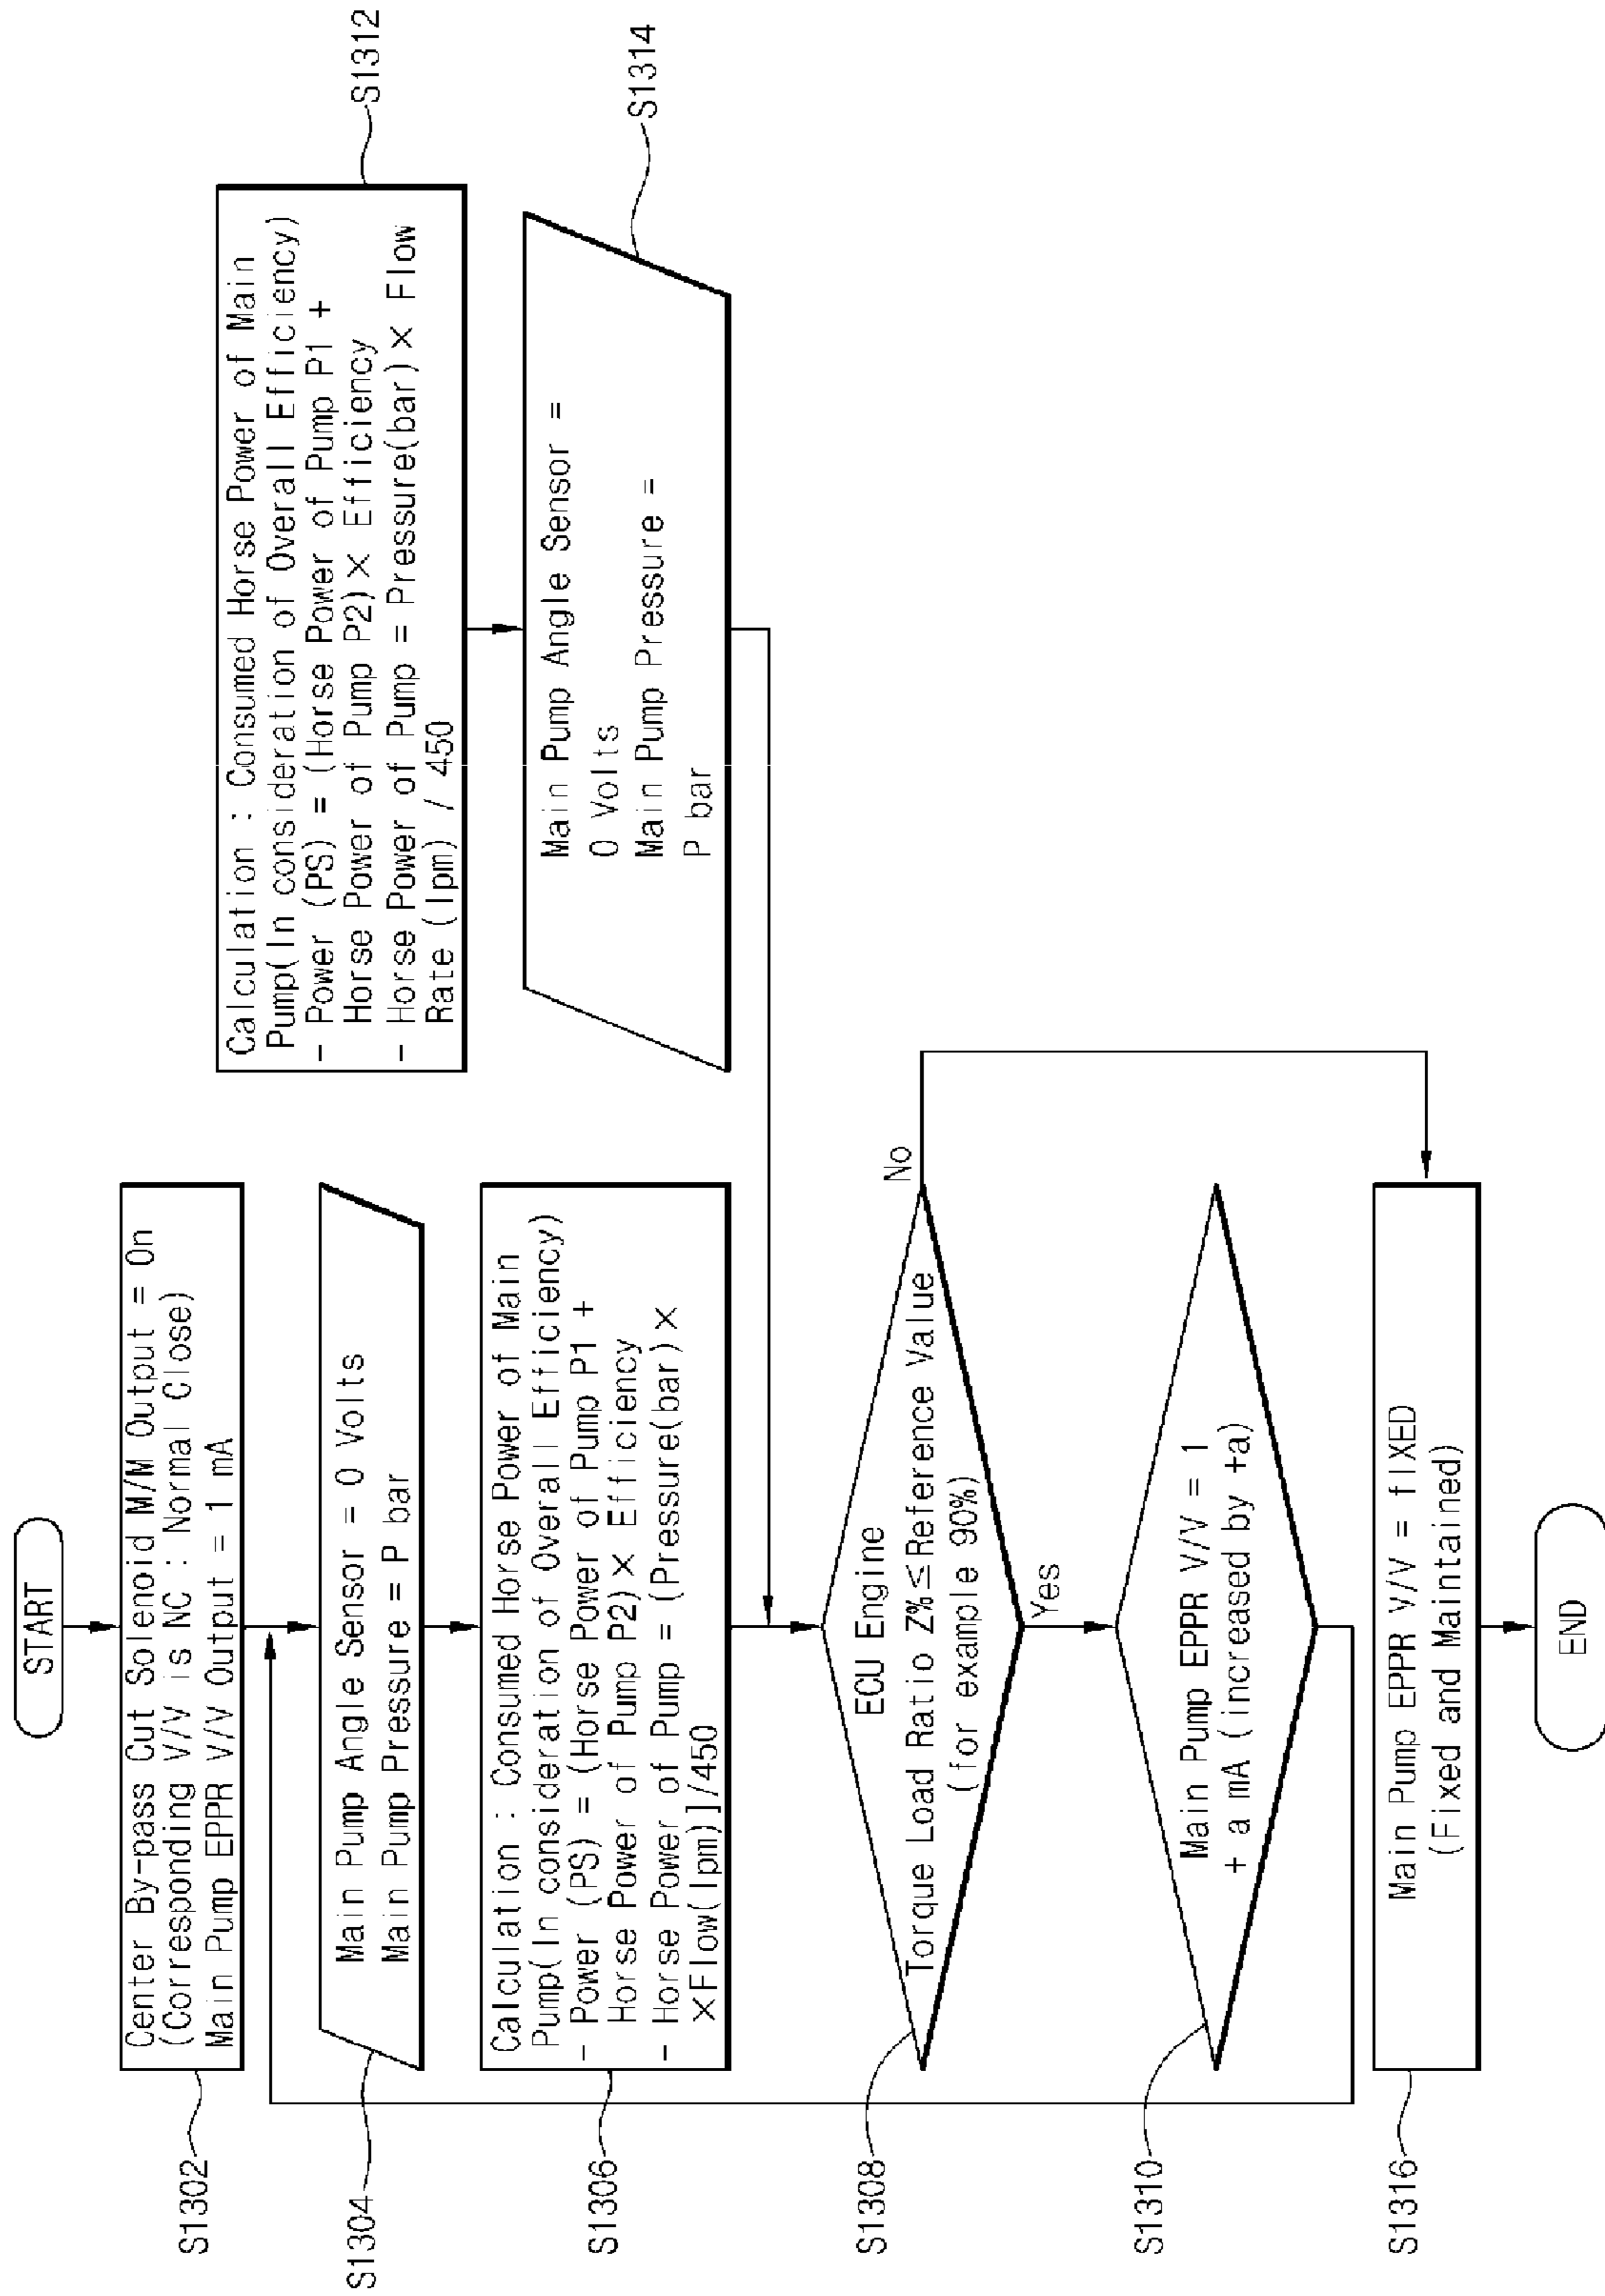 START
Center By-pass Cut Solenoid M/M Output = On
(Corresponding V/V is NC : Normal Close)
Main Pump EPPR V/V Output = 1 mA
S1302
Main Pump Angle Sensor = 0 Volts
Main Pump Pressure = P bar
S1304
Calculation : Consumed Horse Power of Main
Pump(In consideration of Overall Efficiency)
- Power (PS) = (Horse Power of Pump P1 +
Horse Power of Pump P2)× Efficiency
- Horse Power of Pump = (Pressure(bar)×
×Flow(lpm)]/450
S1306
ECU Engine
Torque Load Ratio Z%≤Reference Value
(for example 90%)
S1308
No
Yes
Main Pump EPPR V/V = 1
+ a mA(increased by +a)
S1310
Main Pump EPPR V/V = fIXED
(Fixed and Maintained)
S1316
END
Calculation : Consumed Horse Power of Main
Pump(In consideration of Overall Efficiency)
- Power (PS) = (Horse Power of Pump P1 +
Horse Power of Pump P2)× Efficiency
- Horse Power of Pump = Pressure(bar)× Flow
Rate (lpm) / 450
S1312
Main Pump Angle Sensor =
0 Volts
Main Pump Pressure =
P bar
S1314